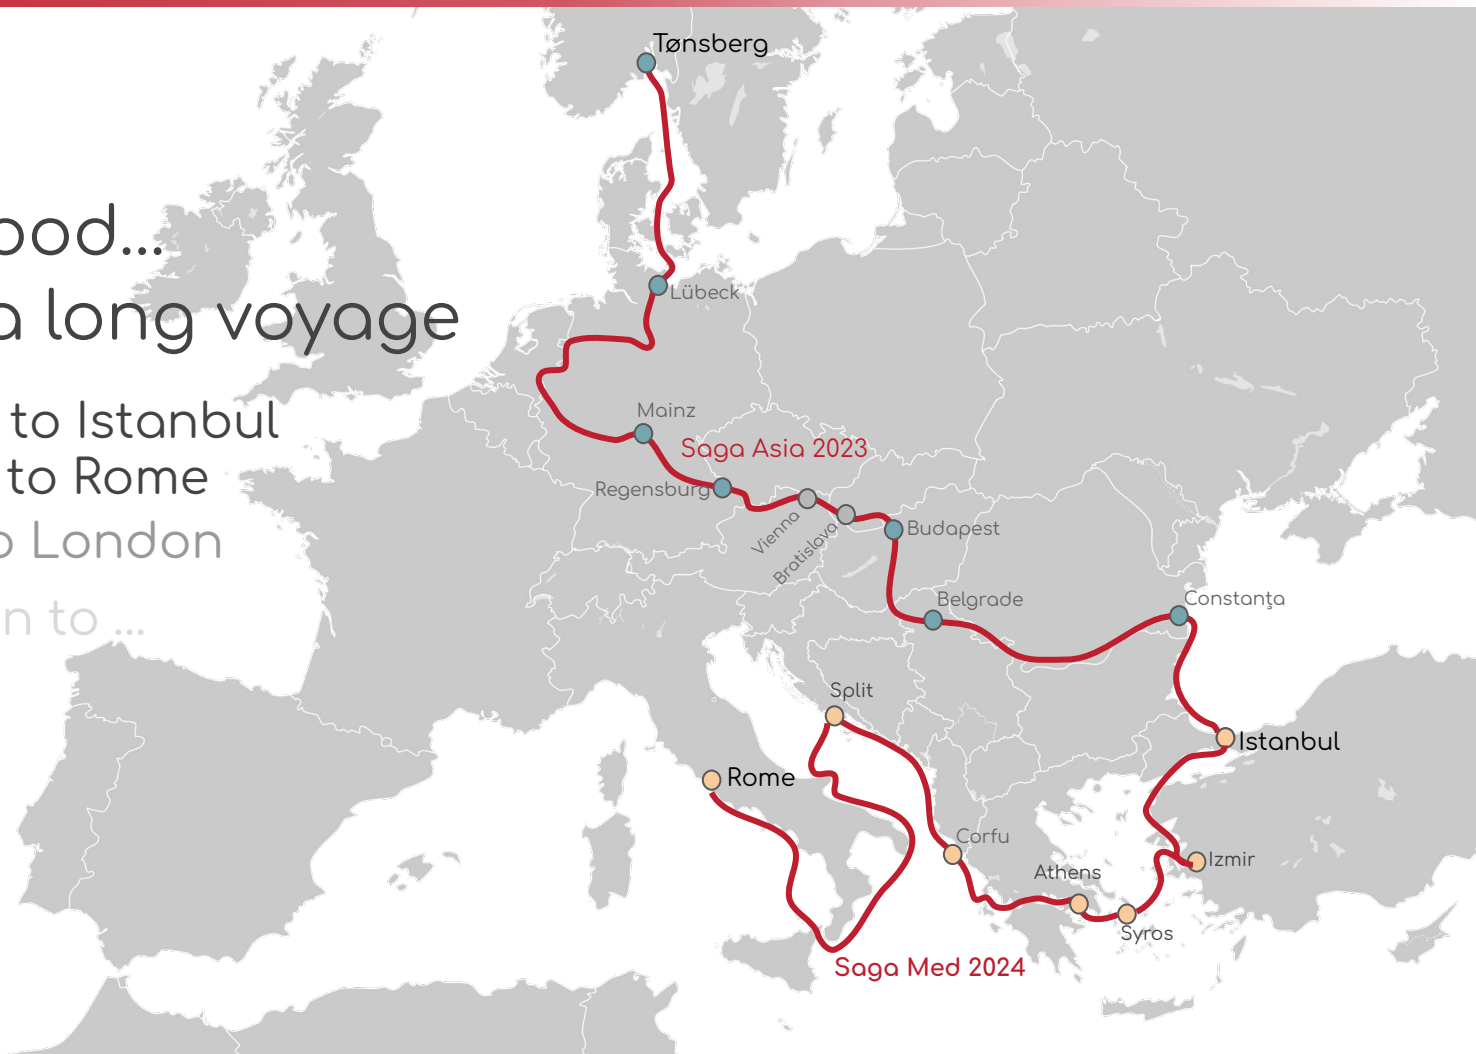 ood...
a long voyage
to Istanbul
to Rome
o London
n to ...
Tønsberg
Lübeck
Mainz
Saga Asia 2023
Regensburg
Vienna
Bratislava
Budapest
Belgrade
Constanța
Split
Istanbul
Rome
Corfu
Athens
Izmir
Syros
Saga Med 2024